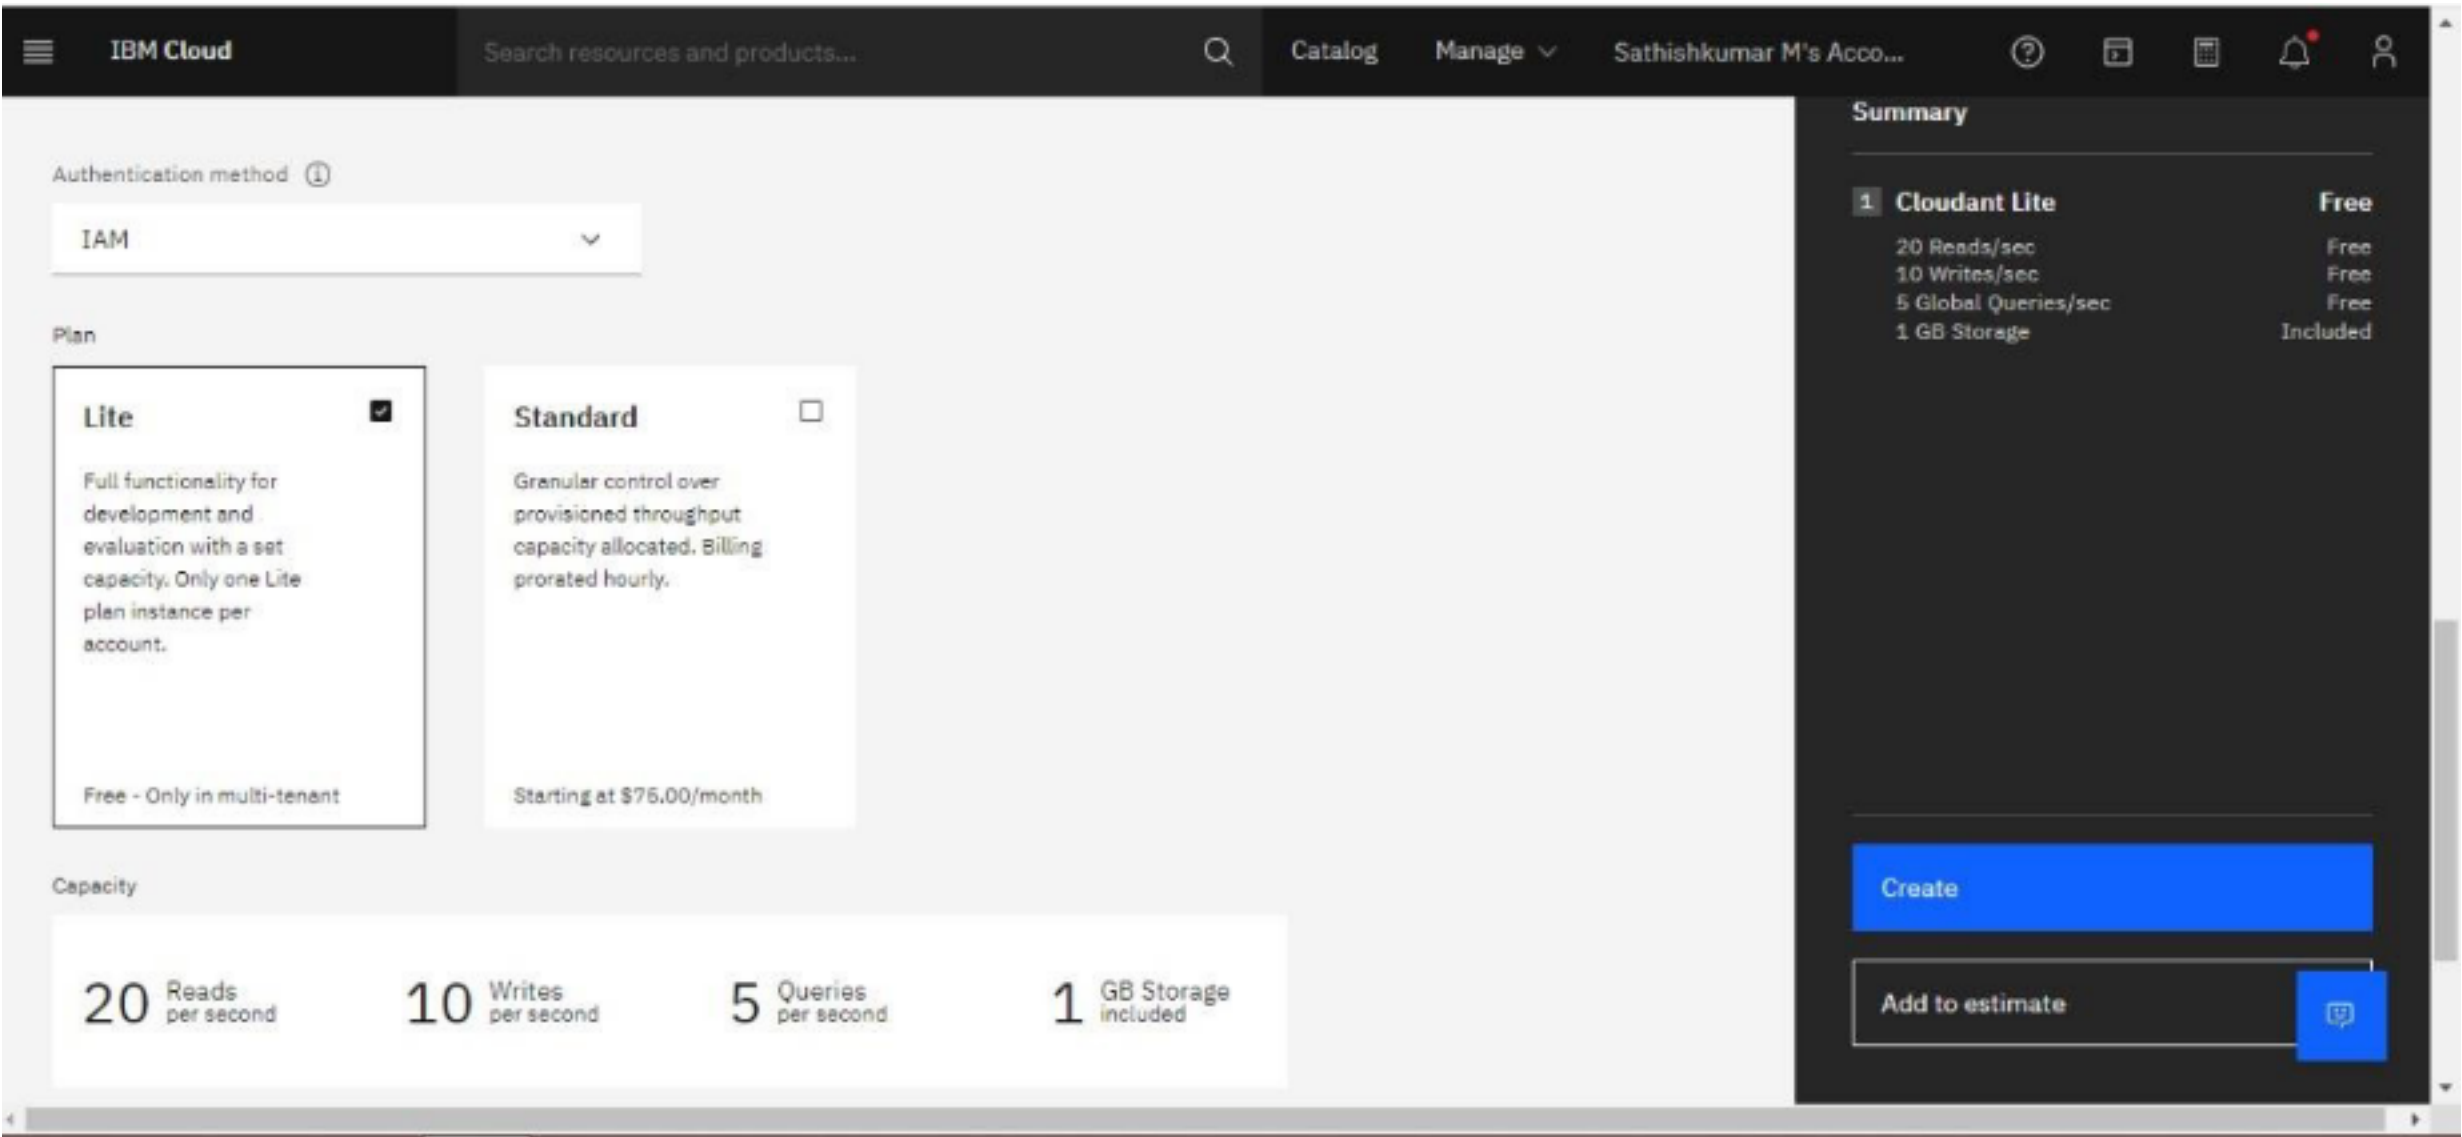 IBM Cloud
Search resources and products...
Catalog
Manage
Sathishkumar M's Acco...
Authentication method
IAM
Plan
Lite
Full functionality for
development and
evaluation with a set
capacity. Only one Lite
plan instance per
account.
Free - Only in multi-tenant
Standard
Granular control over
provisioned throughput
capacity allocated. Billing
prorated hourly.
Starting at $75.00/month
Capacity
20 Reads
per second
10 Writes
per second
5 Queries
per second
1 GB Storage
included
Summary
1 Cloudant Lite Free
20 Reads/sec Free
10 Writes/sec Free
5 Global Queries/sec Free
1 GB Storage Included
Create
Add to estimate